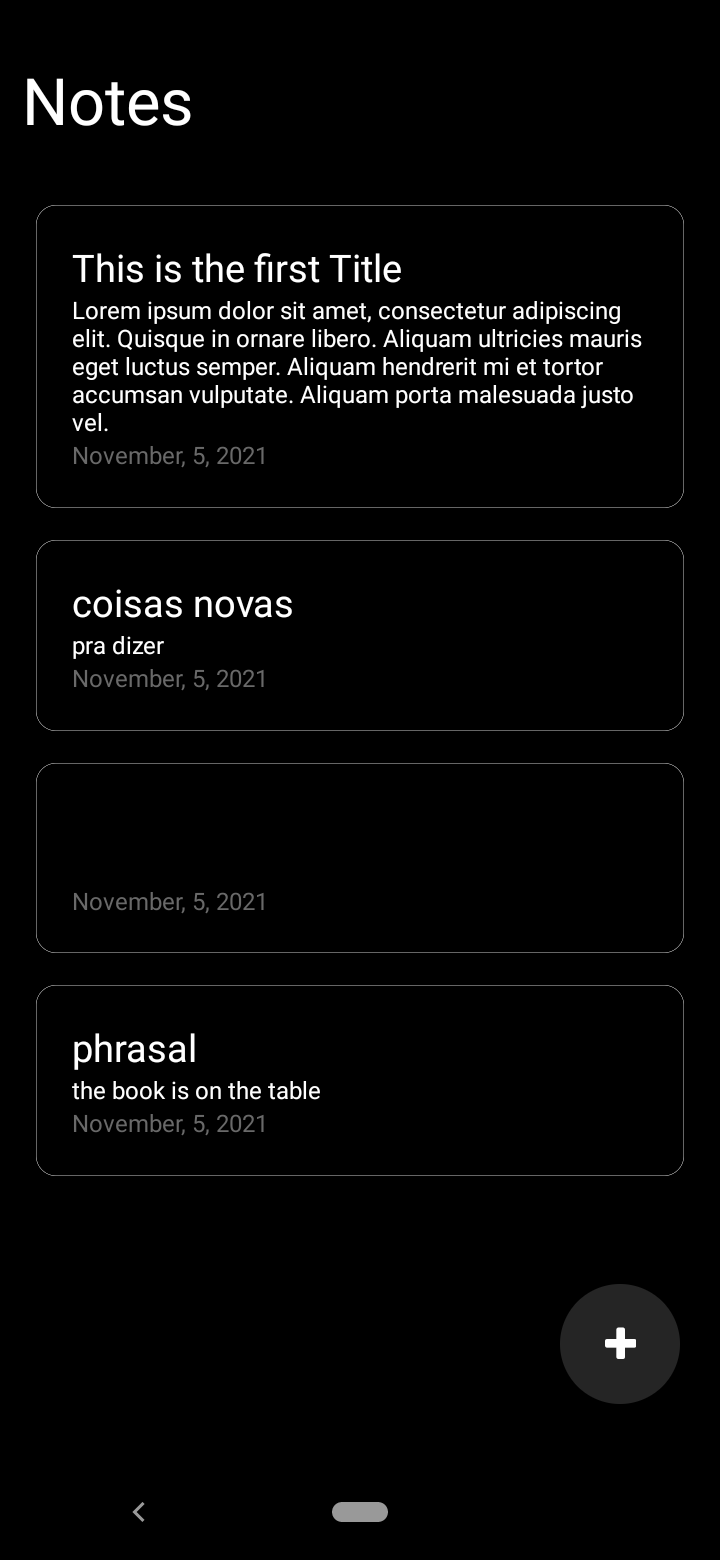 Notes
This is the first Title
Lorem ipsum dolor sit amet, consectetur adipiscing
elit. Quisque in ornare libero. Aliquam ultricies mauris
eget luctus semper. Aliquam hendrerit mi et tortor
accumsan vulputate. Aliquam porta malesuada justo
vel.
November, 5, 2021
coisas novas
pra dizer
November, 5, 2021
November, 5, 2021
phrasal
the book is on the table
November, 5, 2021